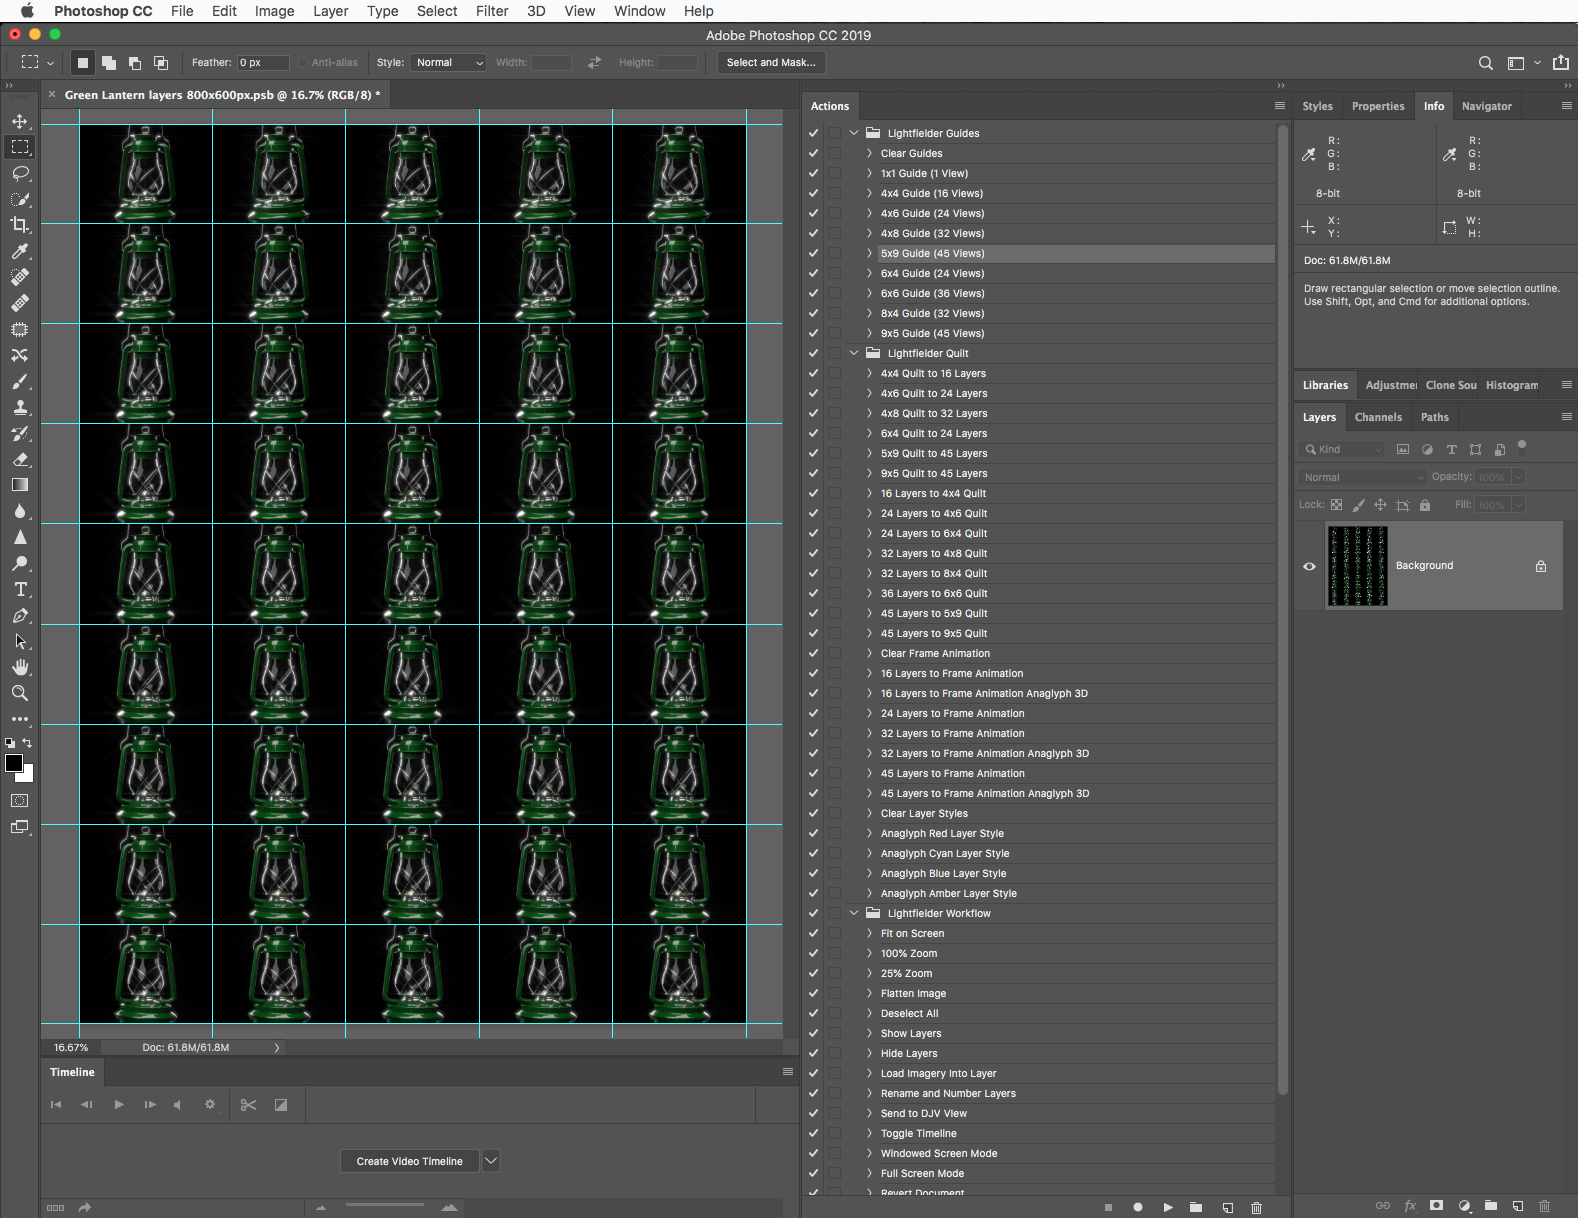 Photoshop CC File Edit Image Layer Type Select Filter 3D View Window Help
Adobe Photoshop CC 2019
Feather: 0 px Anti-alias Style: Normal Width: Height: Select and Mask...
Green Lantern layers 800x600px.psb @ 16.7% (RGB/8) *
16.67% Doc: 61.8M/61.8M
Timeline
Create Video Timeline
Actions
Lightfielder Guides
Clear Guides
1x1 Guide (1 View)
4x4 Guide (16 Views)
4x6 Guide (24 Views)
4x8 Guide (32 Views)
5x9 Guide (45 Views)
6x4 Guide (24 Views)
6x6 Guide (36 Views)
8x4 Guide (32 Views)
9x5 Guide (45 Views)
Lightfielder Quilt
4x4 Quilt to 16 Layers
4x6 Quilt to 24 Layers
4x8 Quilt to 32 Layers
6x4 Quilt to 24 Layers
5x9 Quilt to 45 Layers
9x5 Quilt to 45 Layers
16 Layers to 4x4 Quilt
24 Layers to 4x6 Quilt
24 Layers to 6x4 Quilt
32 Layers to 4x8 Quilt
32 Layers to 8x4 Quilt
36 Layers to 6x6 Quilt
45 Layers to 5x9 Quilt
45 Layers to 9x5 Quilt
Clear Frame Animation
16 Layers to Frame Animation
16 Layers to Frame Animation Anaglyph 3D
24 Layers to Frame Animation
32 Layers to Frame Animation
32 Layers to Frame Animation Anaglyph 3D
45 Layers to Frame Animation
45 Layers to Frame Animation Anaglyph 3D
Clear Layer Styles
Anaglyph Red Layer Style
Anaglyph Cyan Layer Style
Anaglyph Blue Layer Style
Anaglyph Amber Layer Style
Lightfielder Workflow
Fit on Screen
100% Zoom
25% Zoom
Flatten Image
Deselect All
Show Layers
Hide Layers
Load Imagery Into Layer
Rename and Number Layers
Send to DJV View
Toggle Timeline
Windowed Screen Mode
Full Screen Mode
Revert Document
Styles Properties Info Navigator
R: R:
G: G:
B: B:
8-bit 8-bit
X: W:
Y: H:
Doc: 61.8M/61.8M
Draw rectangular selection or move selection outline.
Use Shift, Opt, and Cmd for additional options.
Libraries Adjustmen Clone Sou Histogram
Layers Channels Paths
Kind
Normal Opacity: 100%
Lock: Fill: 100%
Background
fx